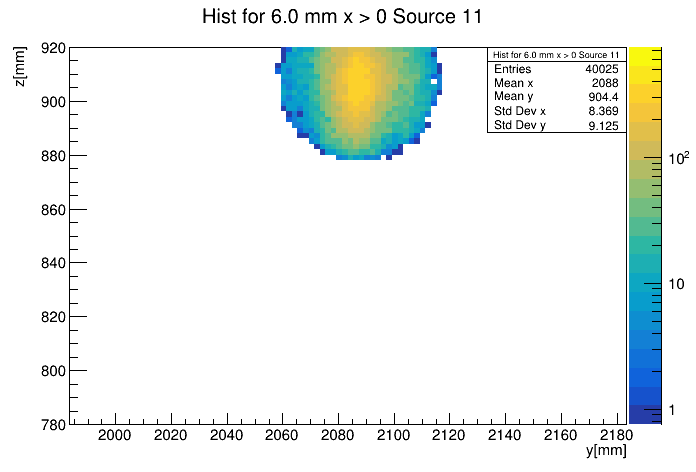 Hist for 6.0 mm x > 0 Source 11
z[mm]
920
900
880
860
840
820
800
780
2000
2020
2040
2060
2080
2100
2120
2140
2160
2180
y[mm]
Hist for 6.0 mm x > 0 Source 11
Entries 40025
Mean x 2088
Mean y 904.4
Std Dev x 8.369
Std Dev y 9.125
10²
10
1